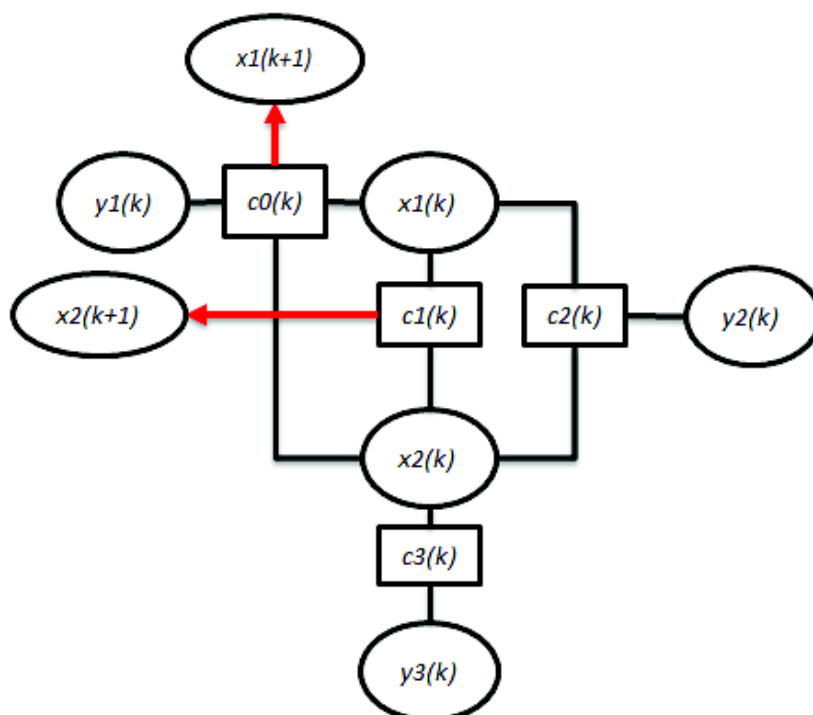 x1(k+1)
y1(k)
c0(k)
x1(k)
x2(k+1)
c1(k)
c2(k)
y2(k)
x2(k)
c3(k)
y3(k)